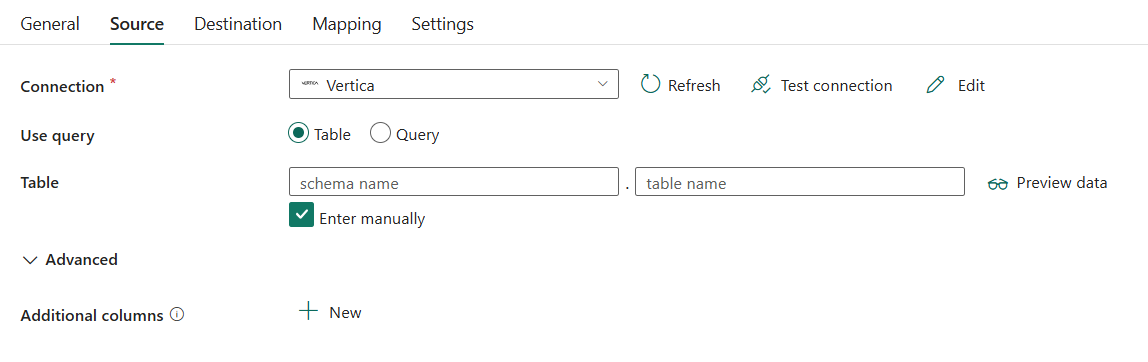 General Source Destination Mapping Settings
Connection * VERTICA Vertica Refresh Test connection Edit
Use query Table Query
Table schema name . table name Preview data
Enter manually
Advanced
Additional columns New